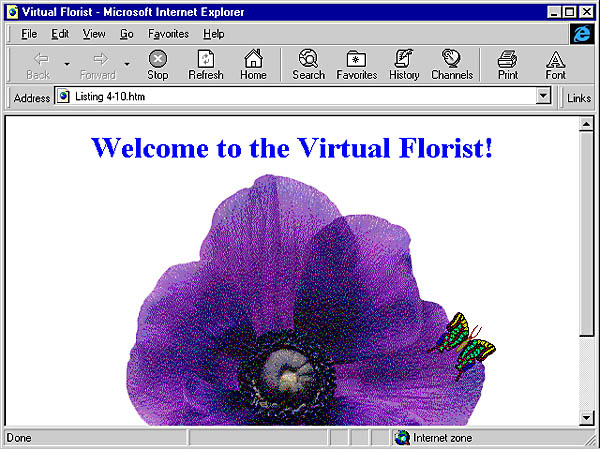 Virtual Florist - Microsoft Internet Explorer
File Edit View Go Favorites Help
Back Forward Stop Refresh Home Search Favorites History Channels Print Font
Address Listing 4-10.htm Links
Welcome to the Virtual Florist!
Done Internet zone